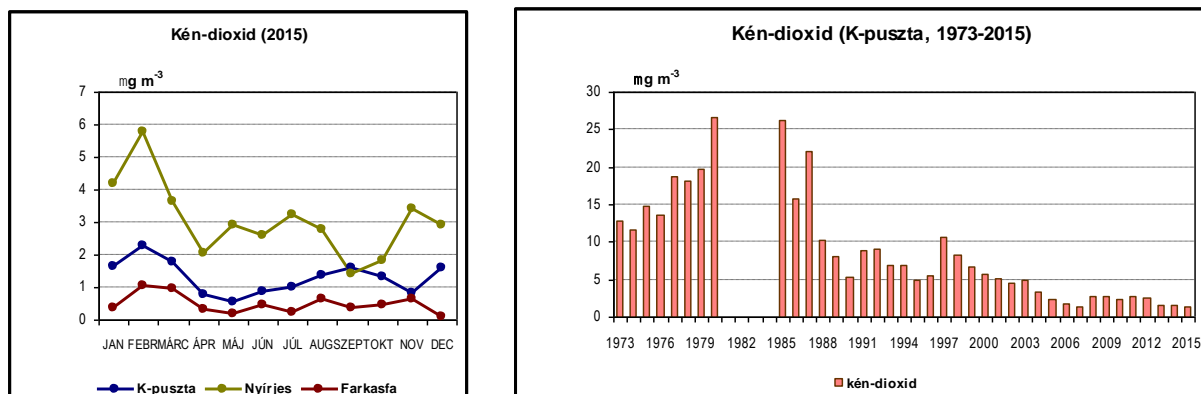 Kén-dioxid (2015)
mg m-3
7
6
5
4
3
2
1
0
JAN FEBR MÁRC ÁPR MÁJ JÚN JÚL AUG SZEPT OKT NOV DEC
K-puszta Nyírjes Farkasfa
Kén-dioxid (K-puszta, 1973-2015)
mg m-3
30
25
20
15
10
5
0
1973 1976 1979 1982 1985 1988 1991 1994 1997 2000 2003 2006 2009 2012 2015
kén-dioxid